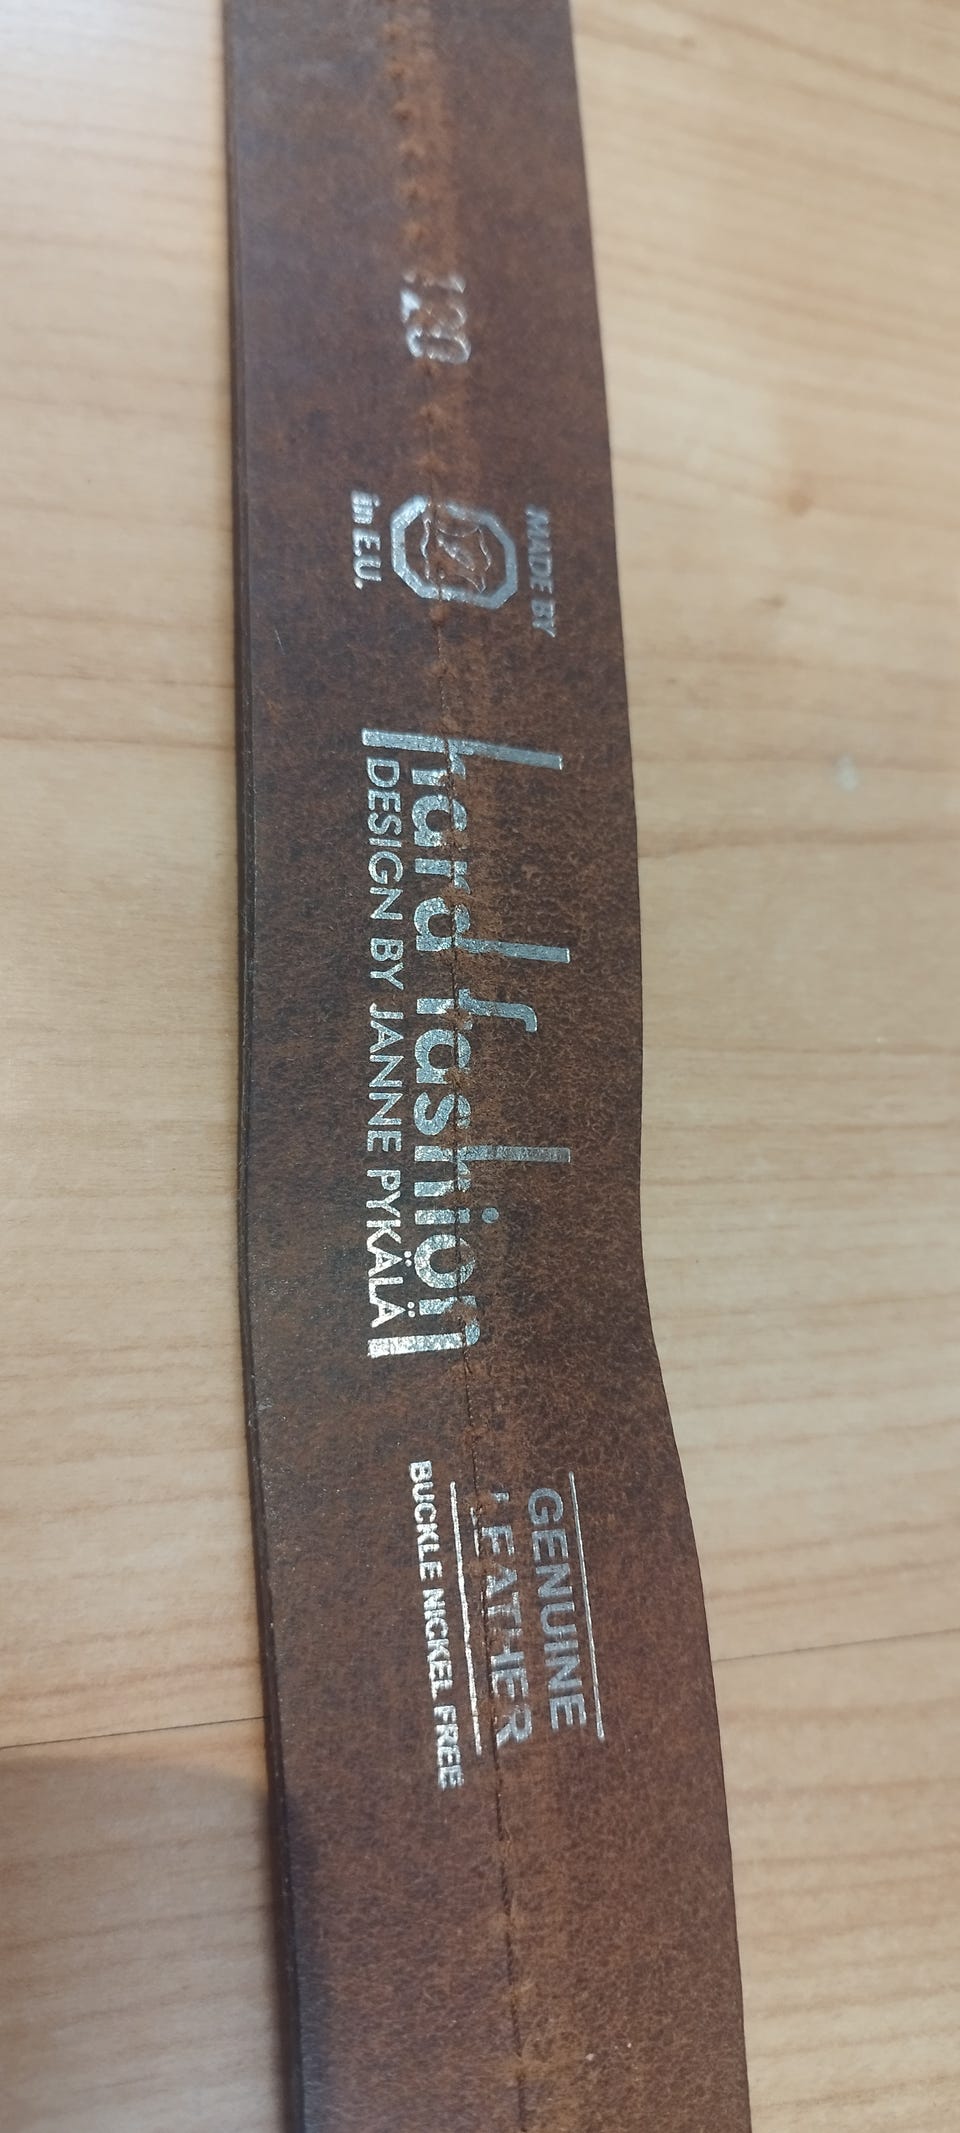 120
MADE BY
in E.U.
hard fashion
DESIGN BY JANNE PYKÄLÄ
GENUINE
LEATHER
BUCKLE NICKEL FREE